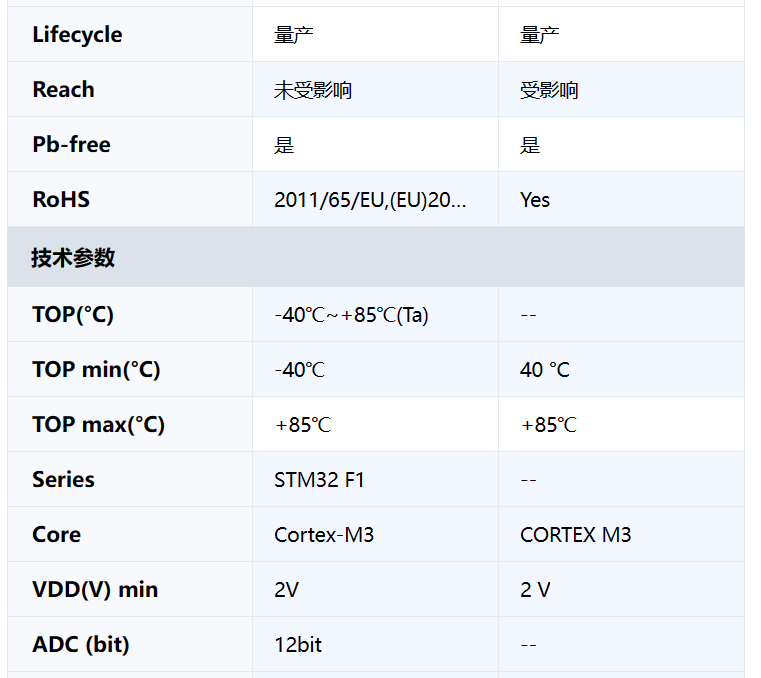 Lifecycle 量产 量产
Reach 未受影响 受影响
Pb-free 是 是
RoHS 2011/65/EU,(EU)20... Yes
技术参数
TOP(°C) -40℃~+85℃(Ta) --
TOP min(°C) -40℃ 40 °C
TOP max(°C) +85℃ +85℃
Series STM32 F1 --
Core Cortex-M3 CORTEX M3
VDD(V) min 2V 2 V
ADC (bit) 12bit --